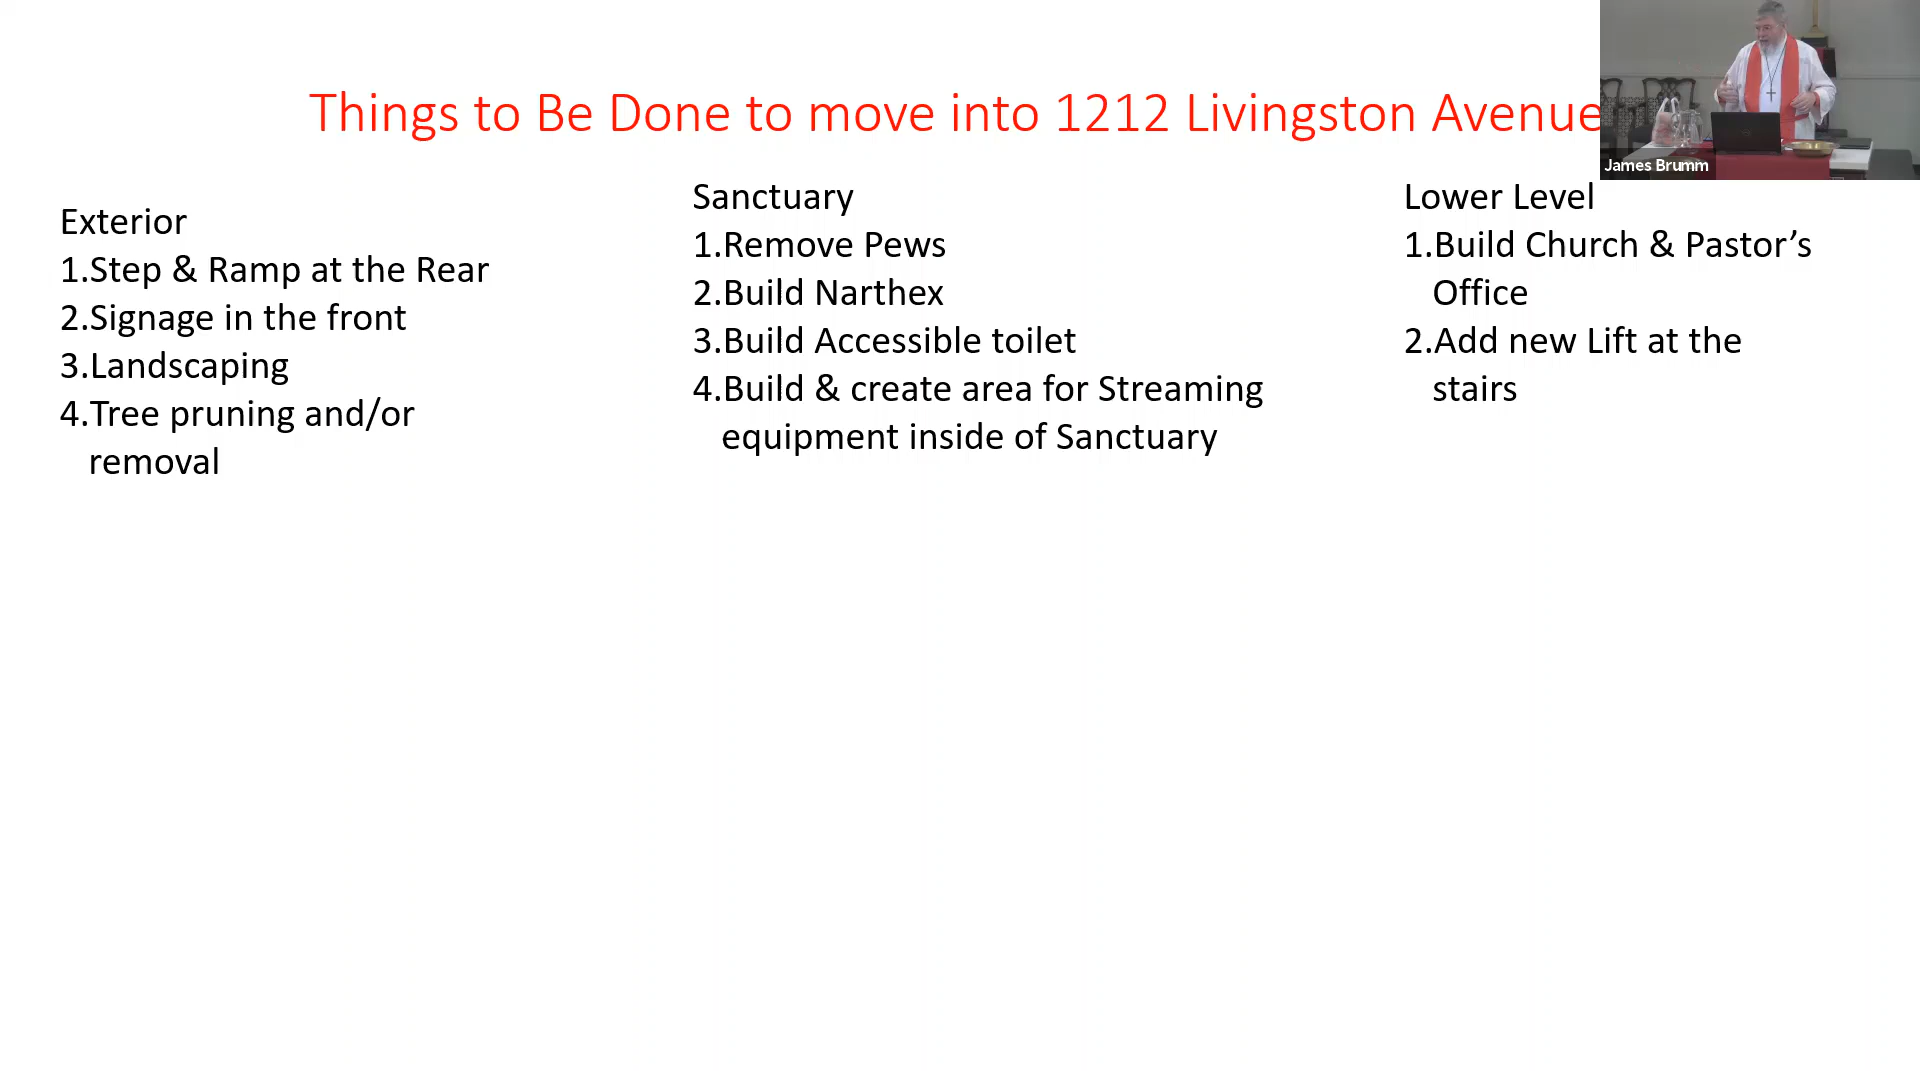 Things to Be Done to move into 1212 Livingston Avenue
James Brumm
Exterior
1.Step & Ramp at the Rear
2.Signage in the front
3.Landscaping
4.Tree pruning and/or
removal
Sanctuary
1.Remove Pews
2.Build Narthex
3.Build Accessible toilet
4.Build & create area for Streaming
equipment inside of Sanctuary
Lower Level
1.Build Church & Pastor’s
Office
2.Add new Lift at the
stairs